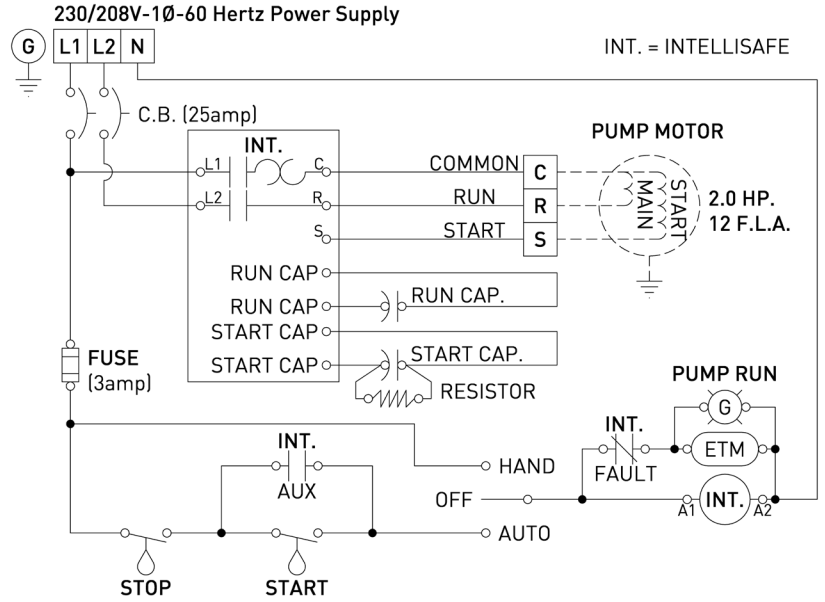 230/208V-1Ø-60 Hertz Power Supply
G L1 L2 N
INT. = INTELLISAFE
C.B. (25amp)
INT.
L1
C
COMMON
C
L2
R
RUN
R
S
START
S
PUMP MOTOR
MAIN
START
2.0 HP.
12 F.L.A.
RUN CAP
RUN CAP
RUN CAP.
START CAP
START CAP
START CAP.
RESISTOR
FUSE
(3amp)
PUMP RUN
G
INT.
FAULT
ETM
INT.
AUX
HAND
OFF
A1
INT.
A2
AUTO
STOP
START